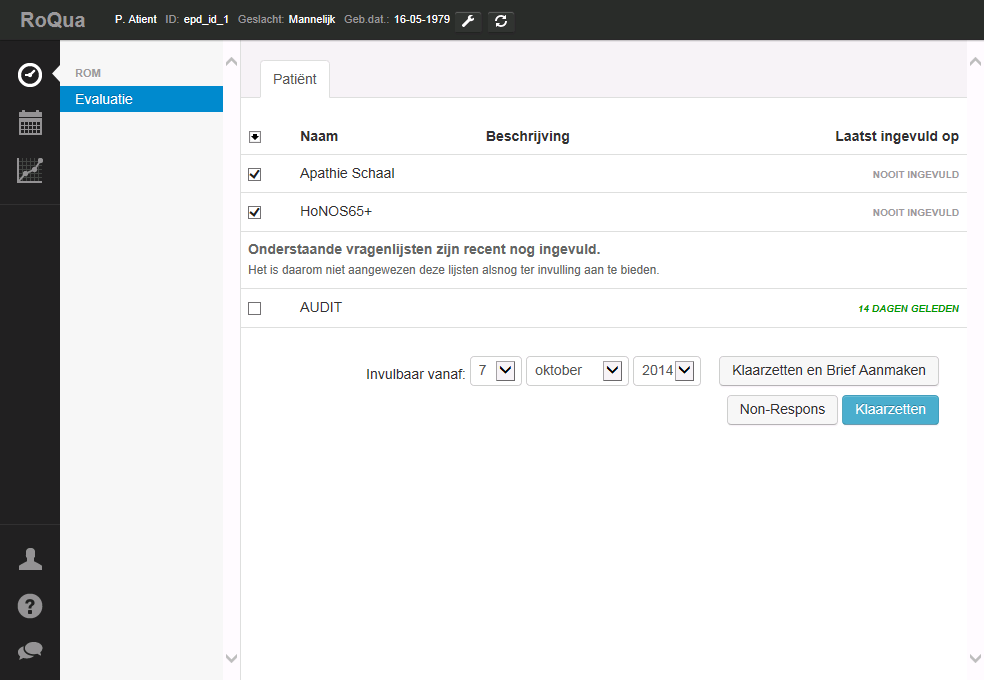 RoQua P. Atient ID: epd_id_1 Geslacht: Mannelijk Geb.dat.: 16-05-1979
ROM
Evaluatie
Patiënt
Naam Beschrijving Laatst ingevuld op
Apathie Schaal NOOIT INGEVULD
HoNOS65+ NOOIT INGEVULD
Onderstaande vragenlijsten zijn recent nog ingevuld.
Het is daarom niet aangewezen deze lijsten alsnog ter invulling aan te bieden.
AUDIT 14 DAGEN GELEDEN
Invulbaar vanaf: 7 oktober 2014 Klaarzetten en Brief Aanmaken
Non-Respons Klaarzetten